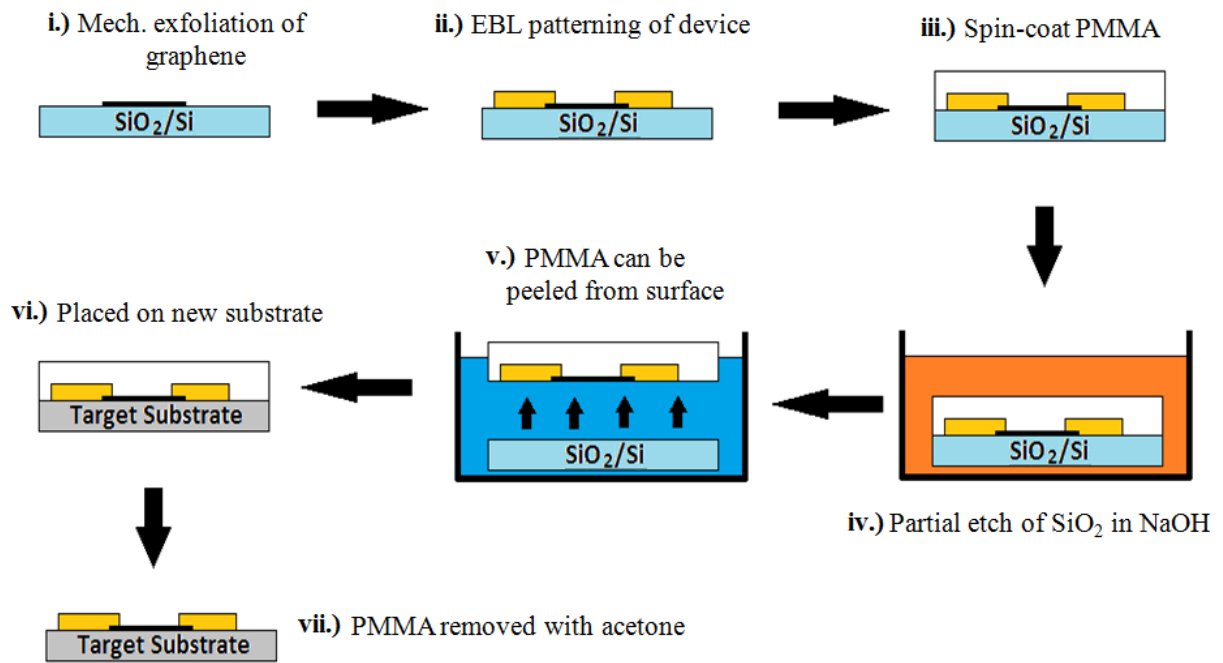 i.) Mech. exfoliation of
graphene
SiO₂/Si
ii.) EBL patterning of device
SiO₂/Si
iii.) Spin-coat PMMA
SiO₂/Si
iv.) Partial etch of SiO₂ in NaOH
SiO₂/Si
v.) PMMA can be
peeled from surface
SiO₂/Si
vi.) Placed on new substrate
Target Substrate
vii.) PMMA removed with acetone
Target Substrate